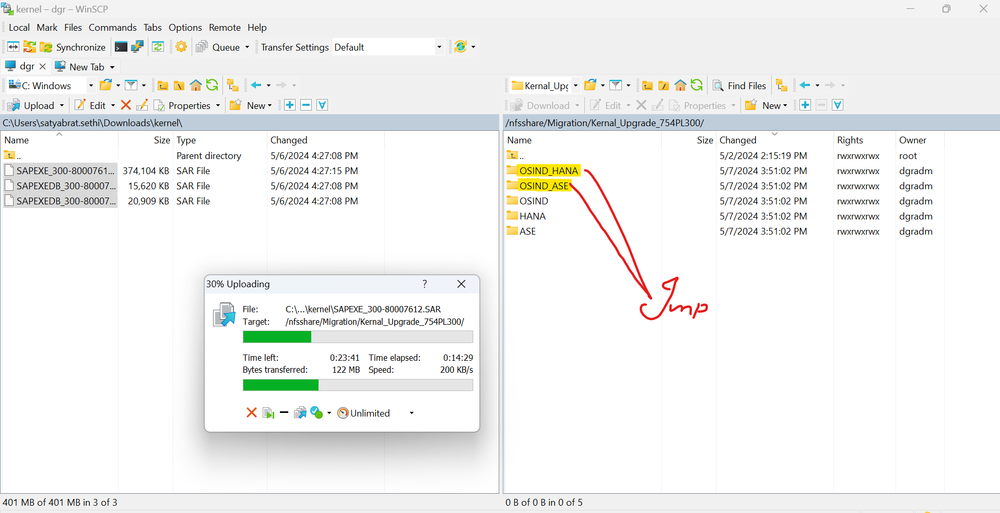 kernel – dgr – WinSCP
Local Mark Files Commands Tabs Options Remote Help
Synchronize Queue Transfer Settings Default
dgr New Tab
C: Windows
Upload Edit Properties New
C:\Users\satyabrat.sethi\Downloads\kernel\
Name Size Type Changed
.. Parent directory 5/6/2024 4:27:08 PM
SAPEXE_300-8000761... 374,104 KB SAR File 5/6/2024 4:27:15 PM
SAPEXEDB_300-80007... 15,620 KB SAR File 5/6/2024 4:27:08 PM
SAPEXEDB_300-80007... 20,909 KB SAR File 5/6/2024 4:27:08 PM
401 MB of 401 MB in 3 of 3
Kernal_Upg Find Files
Download Edit Properties New
/nfsshare/Migration/Kernal_Upgrade_754PL300/
Name Size Changed Rights Owner
.. 5/2/2024 2:15:19 PM rwxrwxrwx root
OSIND_HANA 5/7/2024 3:51:02 PM rwxrwxrwx dgradm
OSIND_ASE 5/7/2024 3:51:02 PM rwxrwxrwx dgradm
OSIND 5/7/2024 3:51:02 PM rwxrwxrwx dgradm
HANA 5/7/2024 3:51:02 PM rwxrwxrwx dgradm
ASE 5/7/2024 3:51:02 PM rwxrwxrwx dgradm
Imp
0 B of 0 B in 0 of 5
30% Uploading ?
File: C:\...\kernel\SAPEXE_300-80007612.SAR
Target: /nfsshare/Migration/Kernal_Upgrade_754PL300/
Time left: 0:23:41 Time elapsed: 0:14:29
Bytes transferred: 122 MB Speed: 200 KB/s
Unlimited